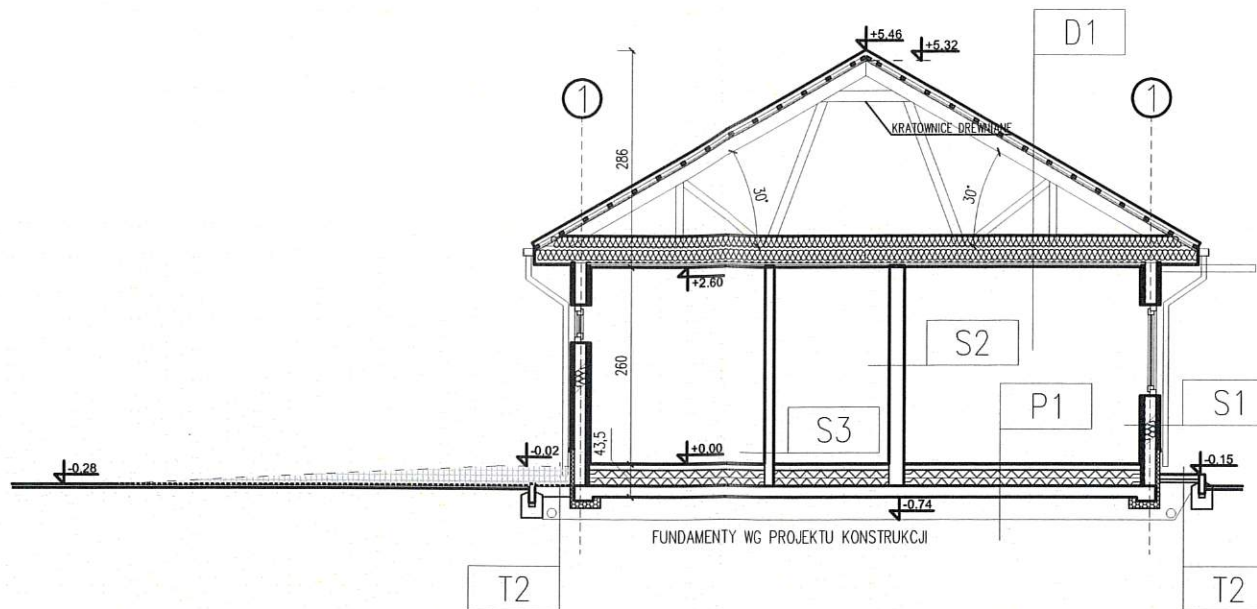 +5.46
+5.32
D1
1
1
KRATOWNICE DREWNIANE
286
30°
30°
+2.60
S2
260
P1
S1
S3
43,5
-0.28
-0.02
+0.00
-0.15
-0.74
FUNDAMENTY WG PROJEKTU KONSTRUKCJI
T2
T2